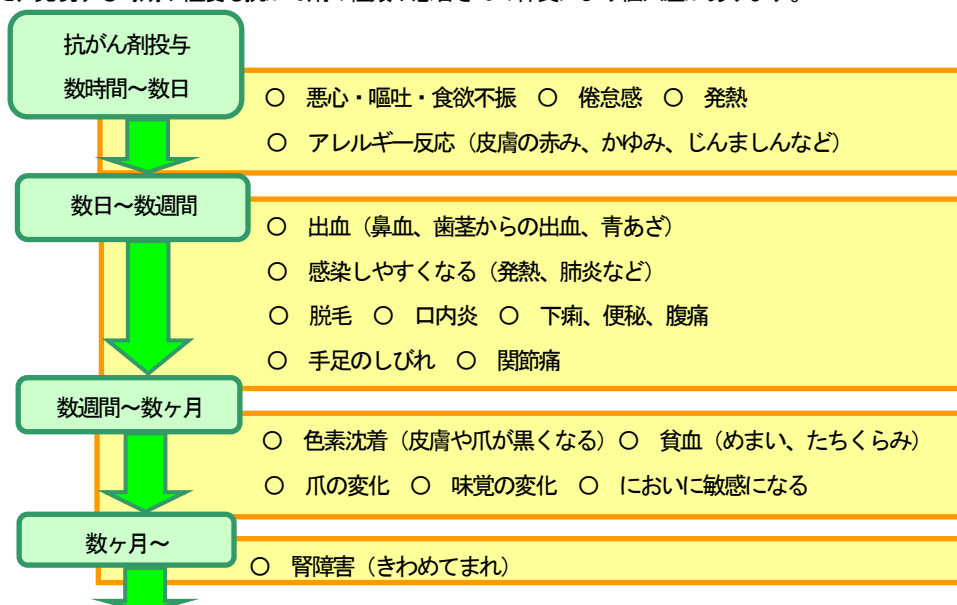 抗がん剤投与
数時間～数日
○　悪心・嘔吐・食欲不振　○　倦怠感　○　発熱
○　アレルギー反応（皮膚の赤み、かゆみ、じんましんなど）
数日～数週間
○　出血（鼻血、歯茎からの出血、青あざ）
○　感染しやすくなる（発熱、肺炎など）
○　脱毛　○　口内炎　○　下痢、便秘、腹痛
○　手足のしびれ　○　関節痛
数週間～数ヶ月
○　色素沈着（皮膚や爪が黒くなる）○　貧血（めまい、たちくらみ）
○　爪の変化　○　味覚の変化　○　においに敏感になる
数ヶ月～
○　腎障害（きわめてまれ）